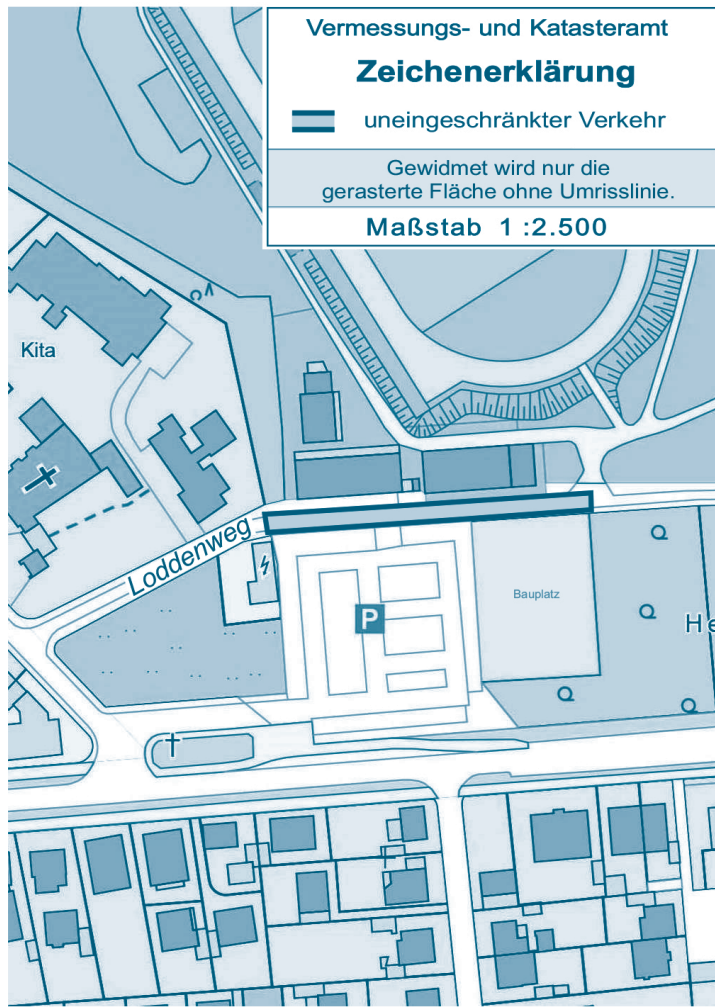 Vermessungs- und Katasteramt
Zeichenerklärung
uneingeschränkter Verkehr
Gewidmet wird nur die
gerasterte Fläche ohne Umrisslinie.
Maßstab 1 :2.500
Kita
Loddenweg
Bauplatz
P
He